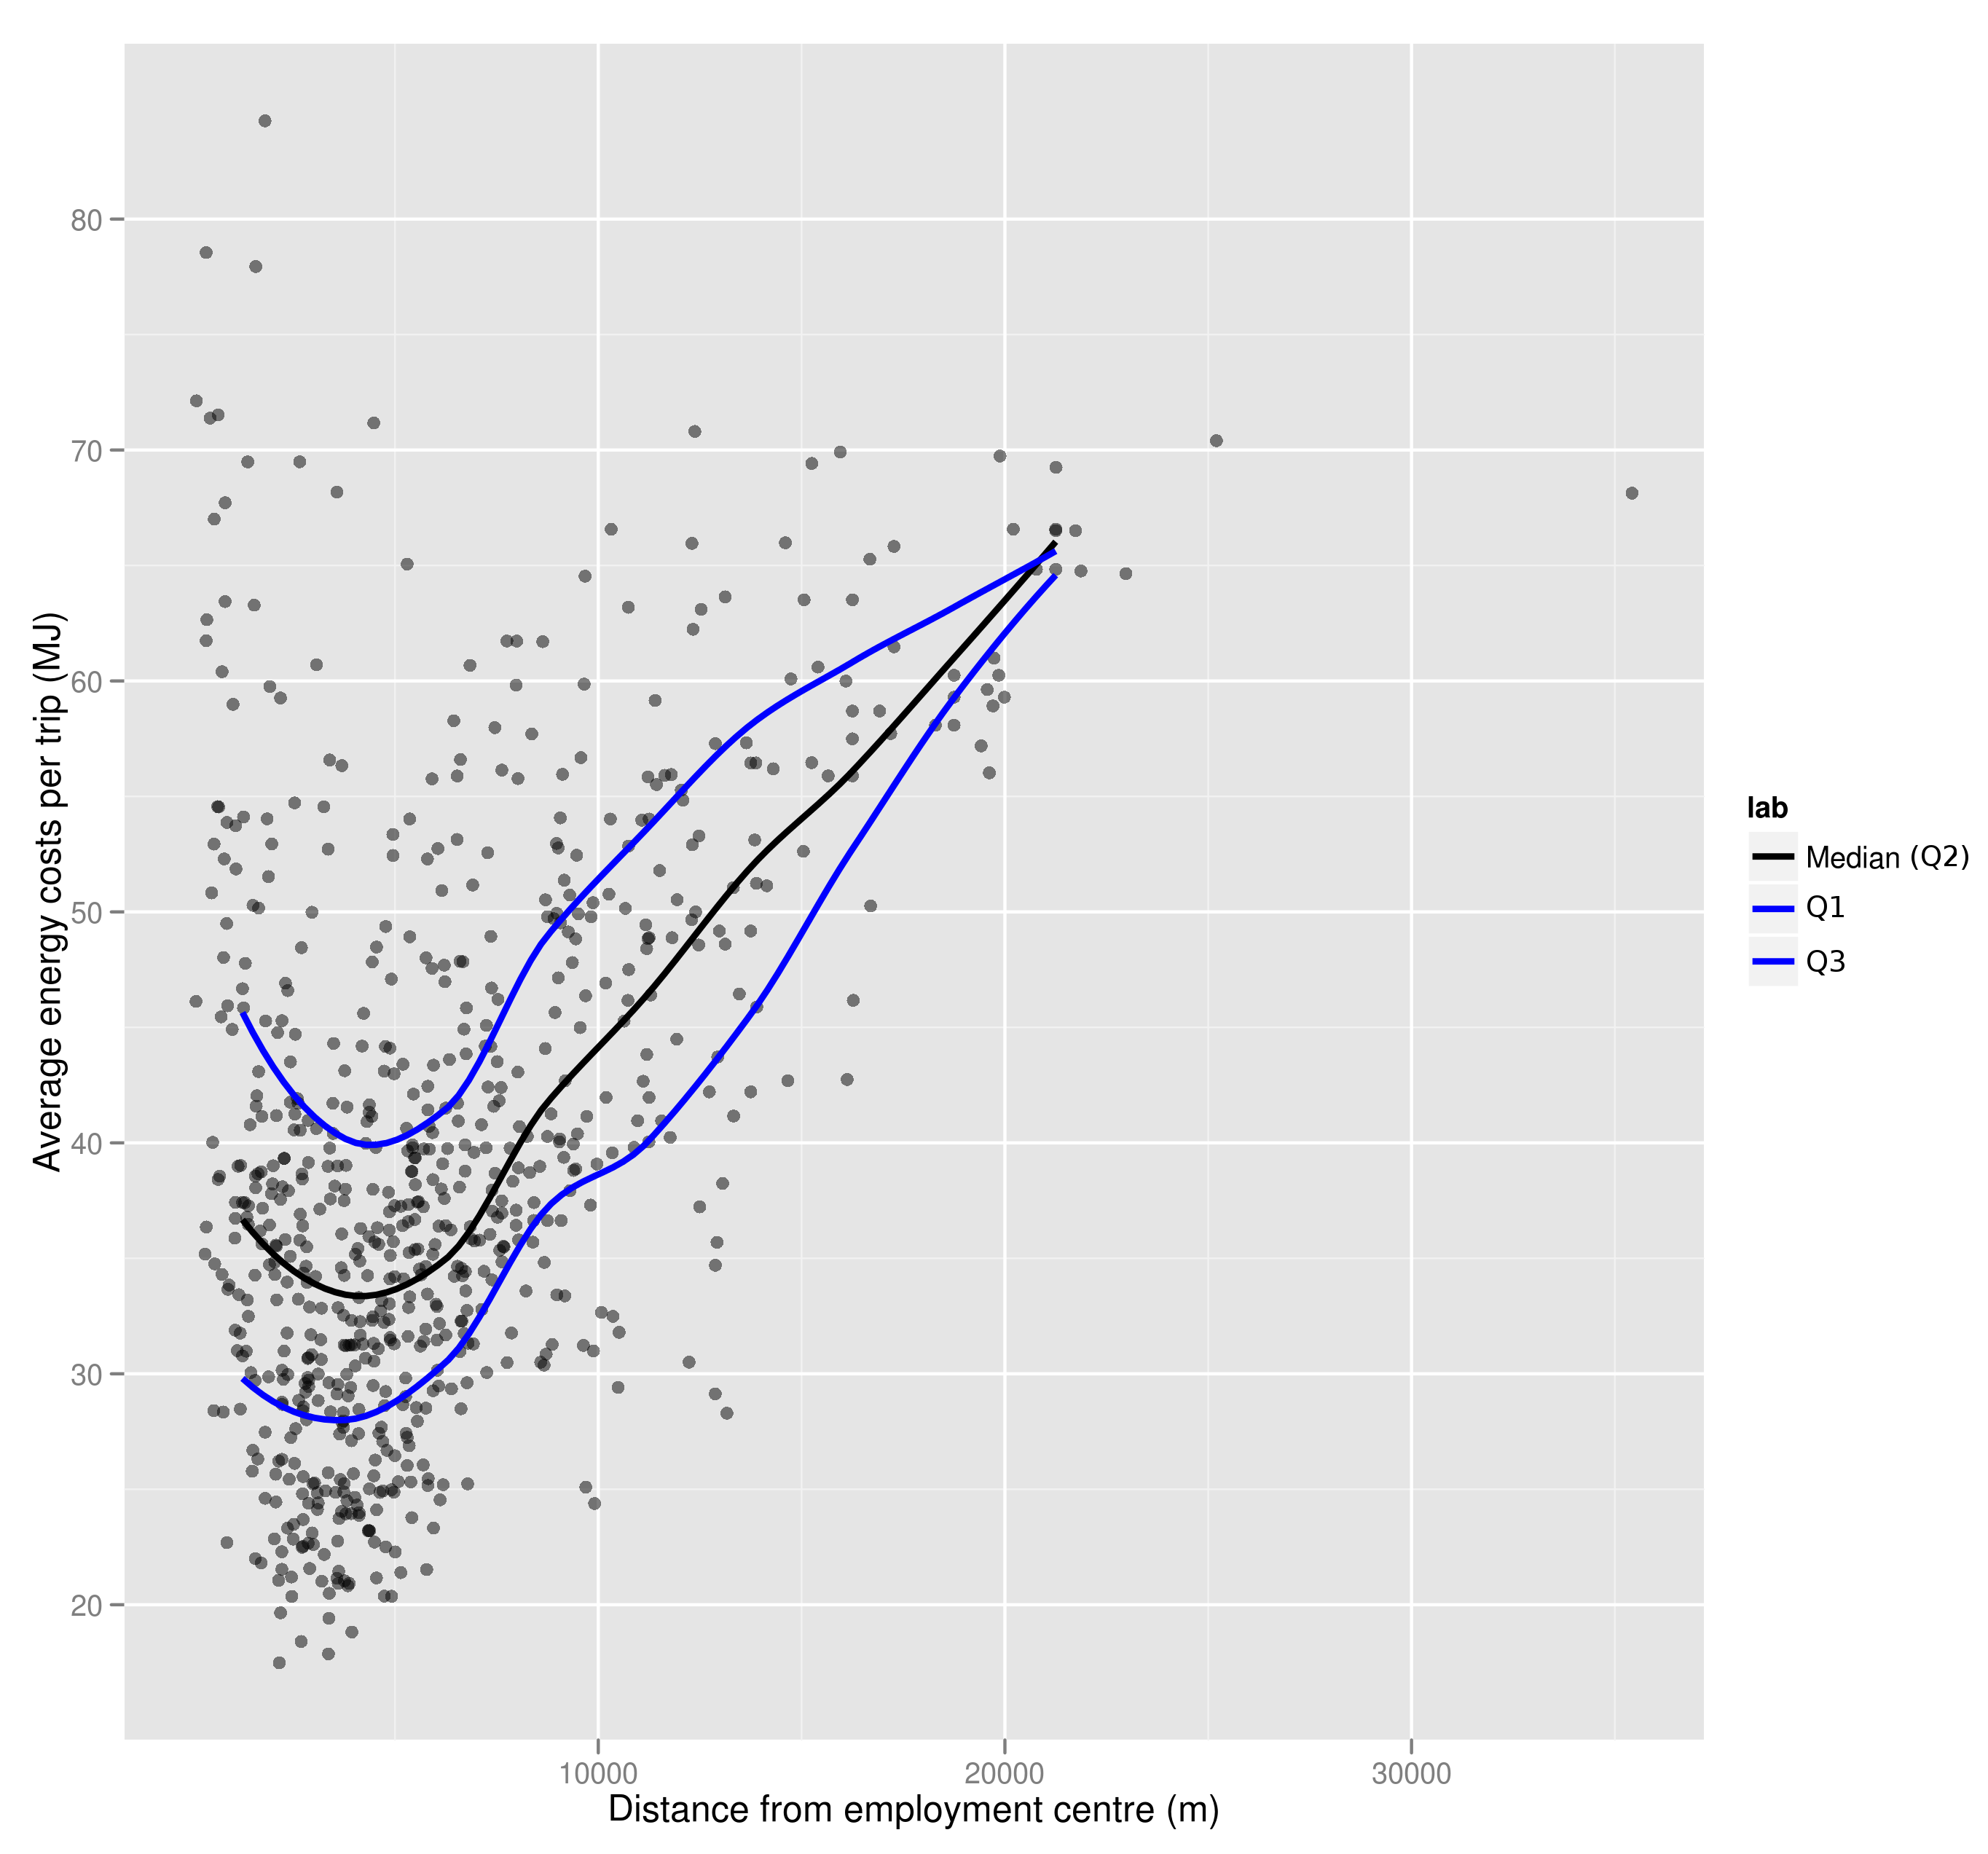 Average energy costs per trip (MJ)
80
70
60
50
40
30
20
10000 20000 30000
Distance from employment centre (m)
lab
Median (Q2)
Q1
Q3